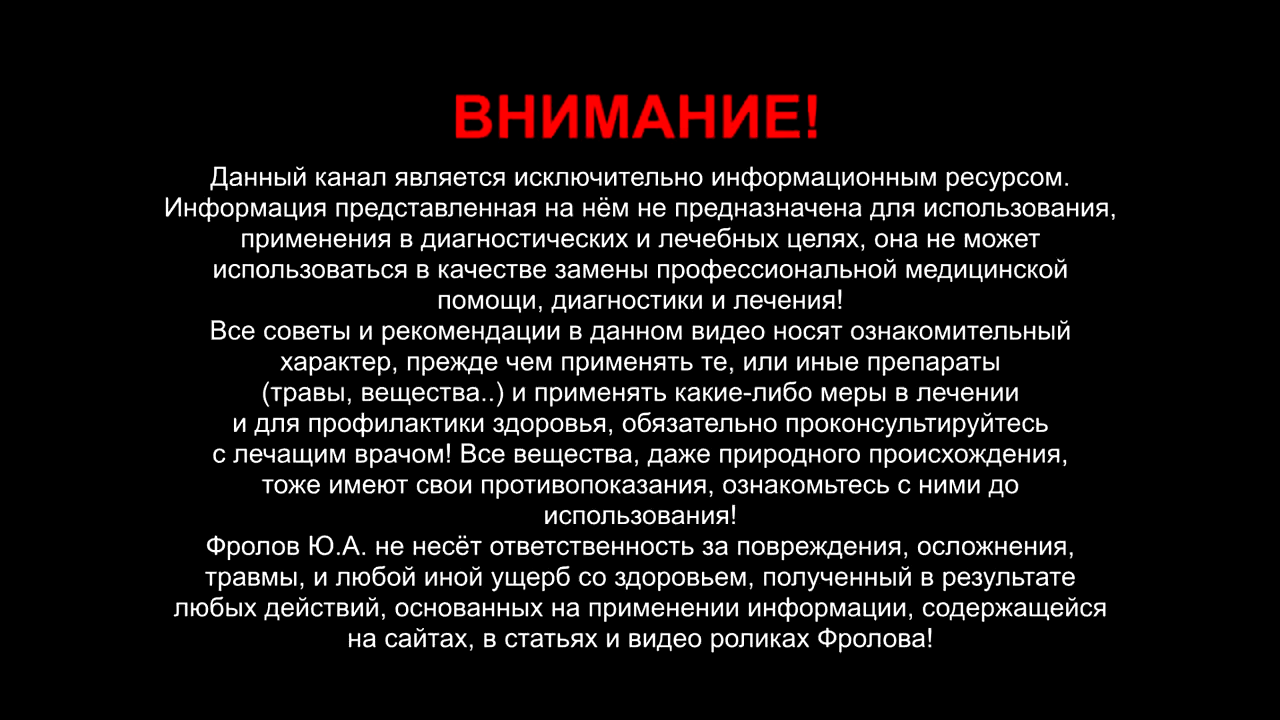 ВНИМАНИЕ!
Данный канал является исключительно информационным ресурсом.
Информация представленная на нём не предназначена для использования,
применения в диагностических и лечебных целях, она не может
использоваться в качестве замены профессиональной медицинской
помощи, диагностики и лечения!
Все советы и рекомендации в данном видео носят ознакомительный
характер, прежде чем применять те, или иные препараты
(травы, вещества..) и применять какие-либо меры в лечении
и для профилактики здоровья, обязательно проконсультируйтесь
с лечащим врачом! Все вещества, даже природного происхождения,
тоже имеют свои противопоказания, ознакомьтесь с ними до
использования!
Фролов Ю.А. не несёт ответственность за повреждения, осложнения,
травмы, и любой иной ущерб со здоровьем, полученный в результате
любых действий, основанных на применении информации, содержащейся
на сайтах, в статьях и видео роликах Фролова!